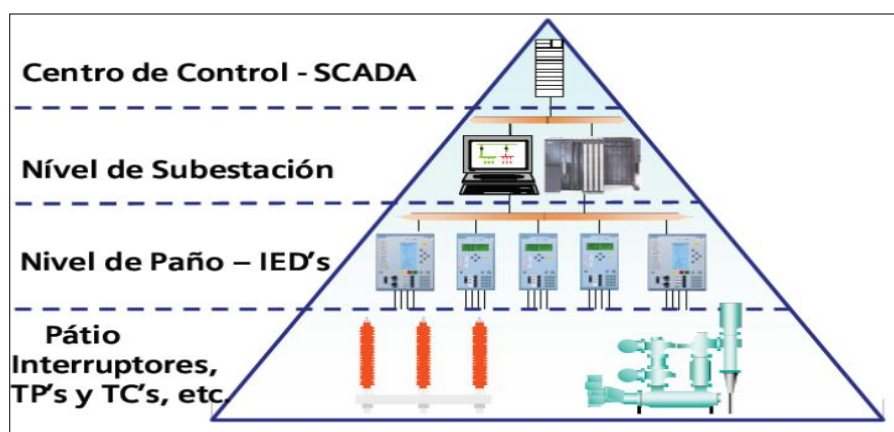 Centro de Control - SCADA
Nível de Subestación
Nivel de Paño – IED's
Pátio
Interruptores,
TP's y TC's, etc.